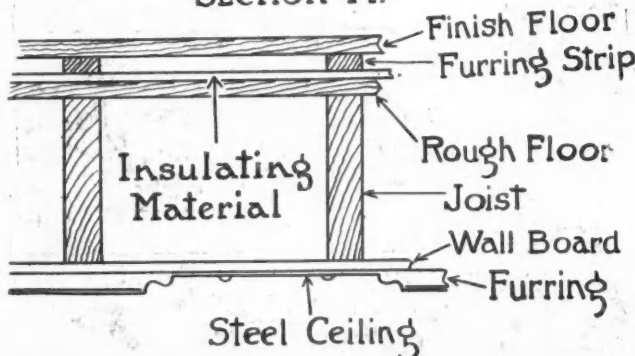 Finish Floor
Furring Strip
Insulating
Material
Rough Floor
Joist
Wall Board
Furring
Steel Ceiling